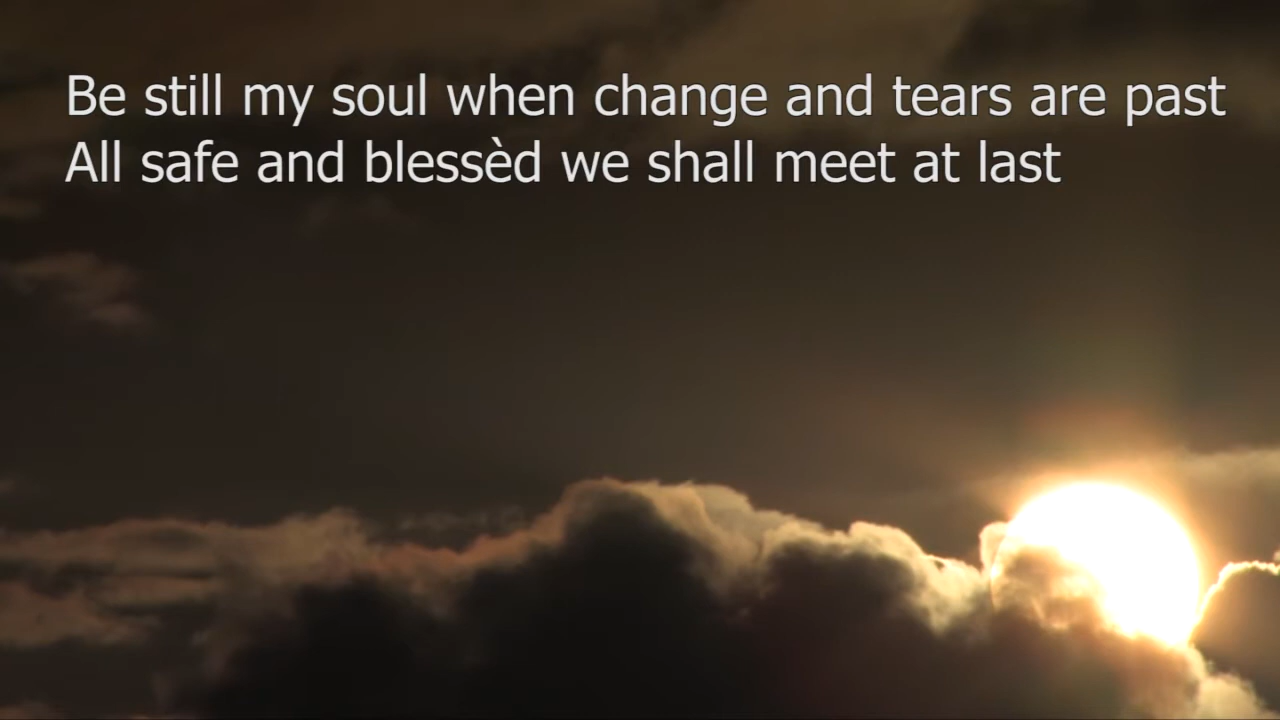 Be still my soul when change and tears are past
All safe and blessèd we shall meet at last